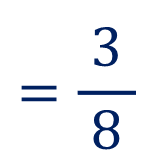 = 3/8